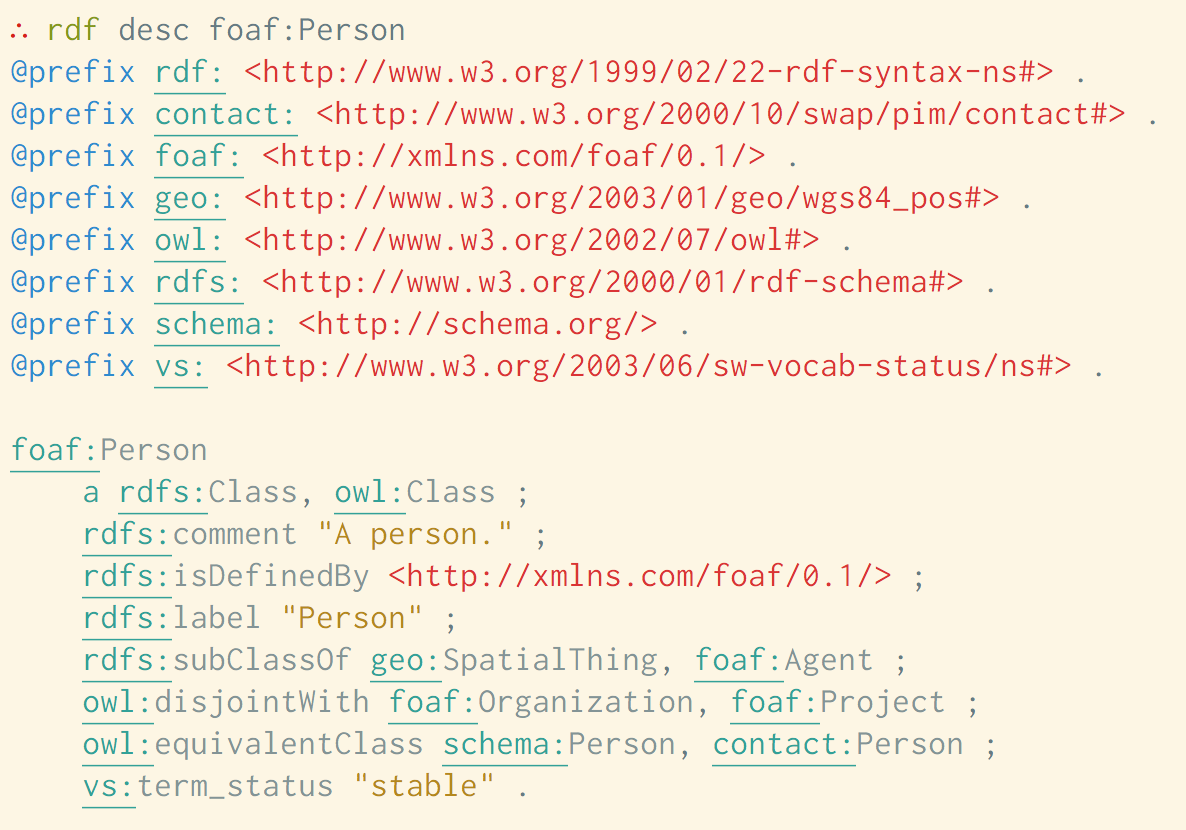 ∴ rdf desc foaf:Person
@prefix rdf: <http://www.w3.org/1999/02/22-rdf-syntax-ns#> .
@prefix contact: <http://www.w3.org/2000/10/swap/pim/contact#> .
@prefix foaf: <http://xmlns.com/foaf/0.1/> .
@prefix geo: <http://www.w3.org/2003/01/geo/wgs84_pos#> .
@prefix owl: <http://www.w3.org/2002/07/owl#> .
@prefix rdfs: <http://www.w3.org/2000/01/rdf-schema#> .
@prefix schema: <http://schema.org/> .
@prefix vs: <http://www.w3.org/2003/06/sw-vocab-status/ns#> .

foaf:Person
    a rdfs:Class, owl:Class ;
    rdfs:comment "A person." ;
    rdfs:isDefinedBy <http://xmlns.com/foaf/0.1/> ;
    rdfs:label "Person" ;
    rdfs:subClassOf geo:SpatialThing, foaf:Agent ;
    owl:disjointWith foaf:Organization, foaf:Project ;
    owl:equivalentClass schema:Person, contact:Person ;
    vs:term_status "stable" .